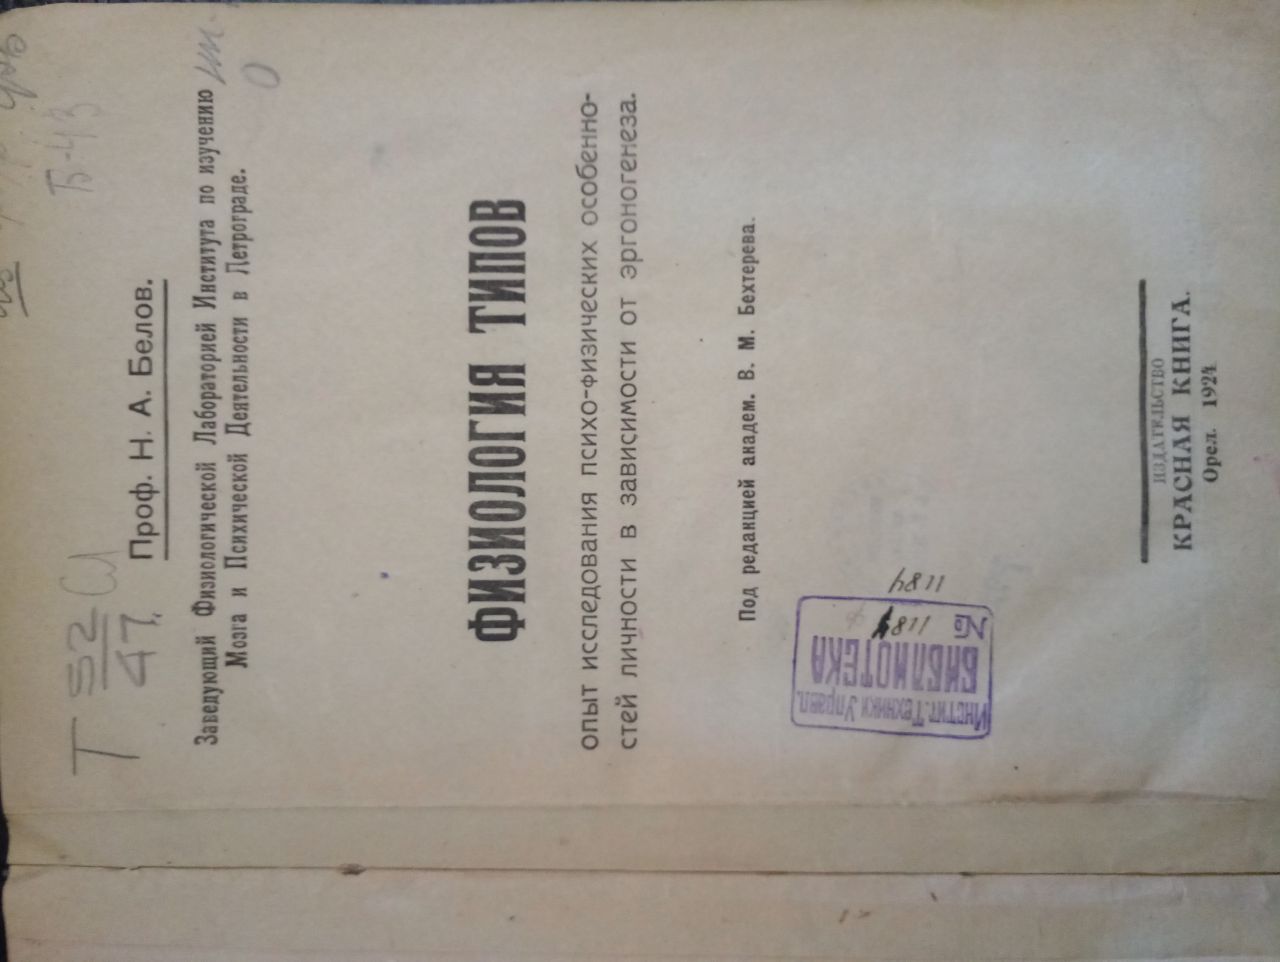 Т 52 47.
Б-43
Проф. Н. А. Белов.
Заведующий Физиологической Лабораторией Института по изучению
Мозга и Психической Деятельности в Петрограде.
ФИЗИОЛОГИЯ ТИПОВ
ОПЫТ ИССЛЕДОВАНИЯ ПСИХО-ФИЗИЧЕСКИХ ОСОБЕННО-
СТЕЙ ЛИЧНОСТИ В ЗАВИСИМОСТИ ОТ ЭРГОНОГЕНЕЗА.
Под редакцией академ. В. М. Бехтерева.
Инстит. Техники Управл.
БИБЛИОТЕКА
№ 1184
1184
ИЗДАТЕЛЬСТВО
КРАСНАЯ КНИГА.
Орел. 1924